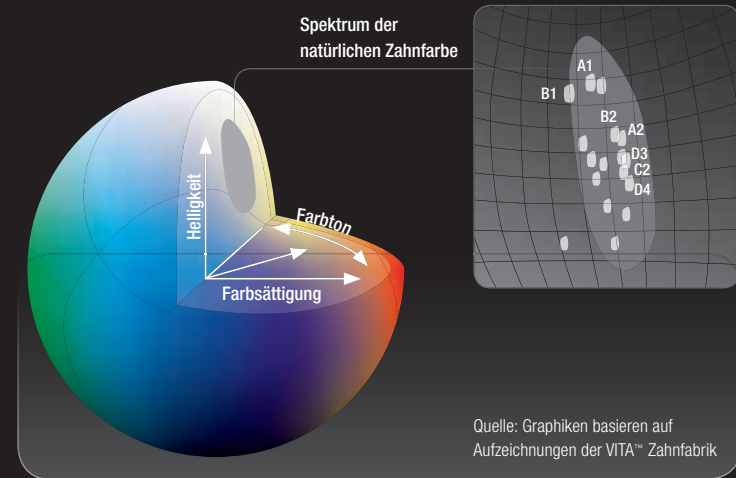 Spektrum der
natürlichen Zahnfarbe
A1
B1
B2
A2
D3
C2
D4
Helligkeit
Farbton
Farbsättigung
Quelle: Graphiken basieren auf
Aufzeichnungen der VITA™ Zahnfabrik